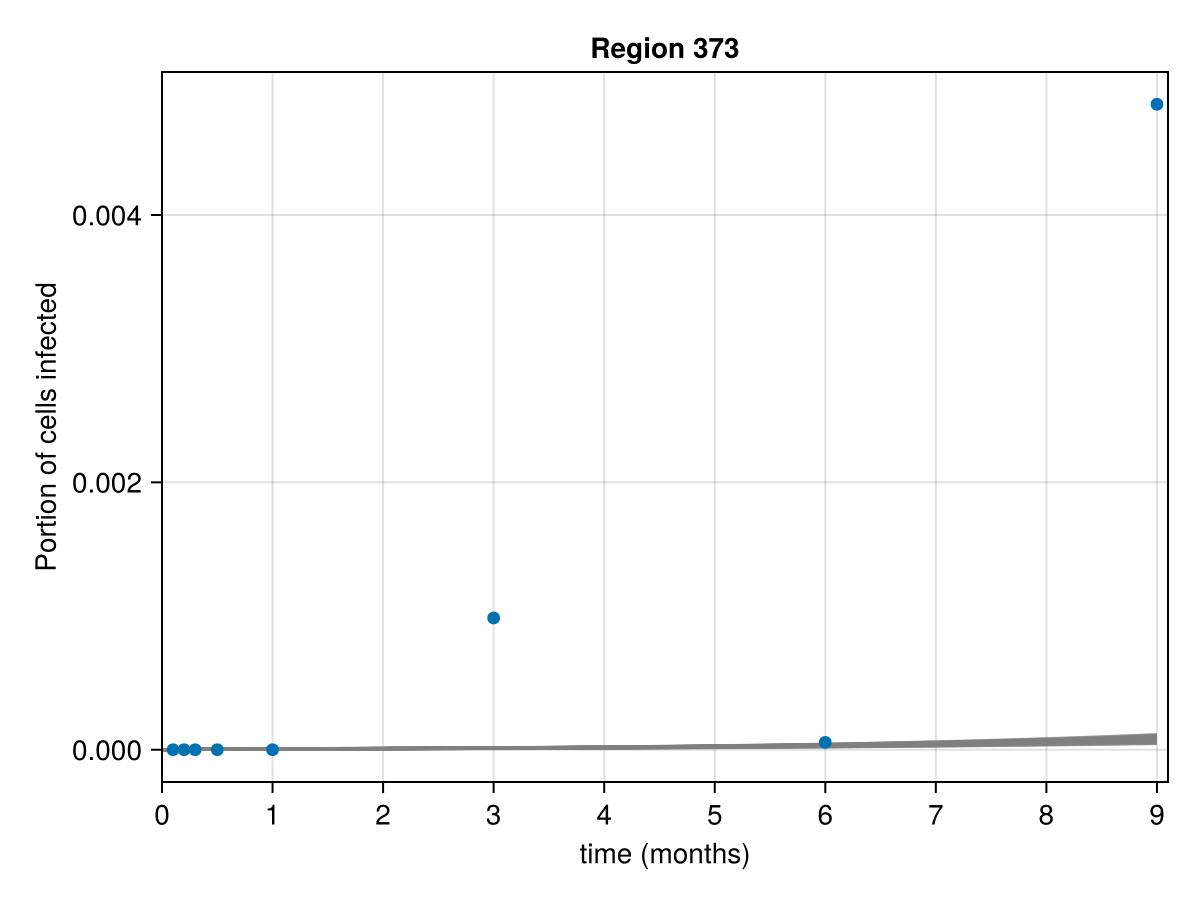 Region 373
Portion of cells infected
0.004
0.002
0.000
0 1 2 3 4 5 6 7 8 9
time (months)